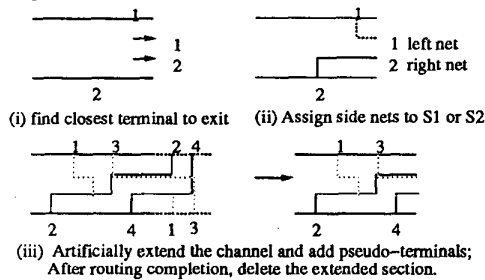 1
1
2
2
(i) find closest terminal to exit
1 left net
2 right net
2
(ii) Assign side nets to S1 or S2
1 3 2 4
2 4 1 3
1 3
2 4
(iii) Artificially extend the channel and add pseudo-terminals;
After routing completion, delete the extended section.